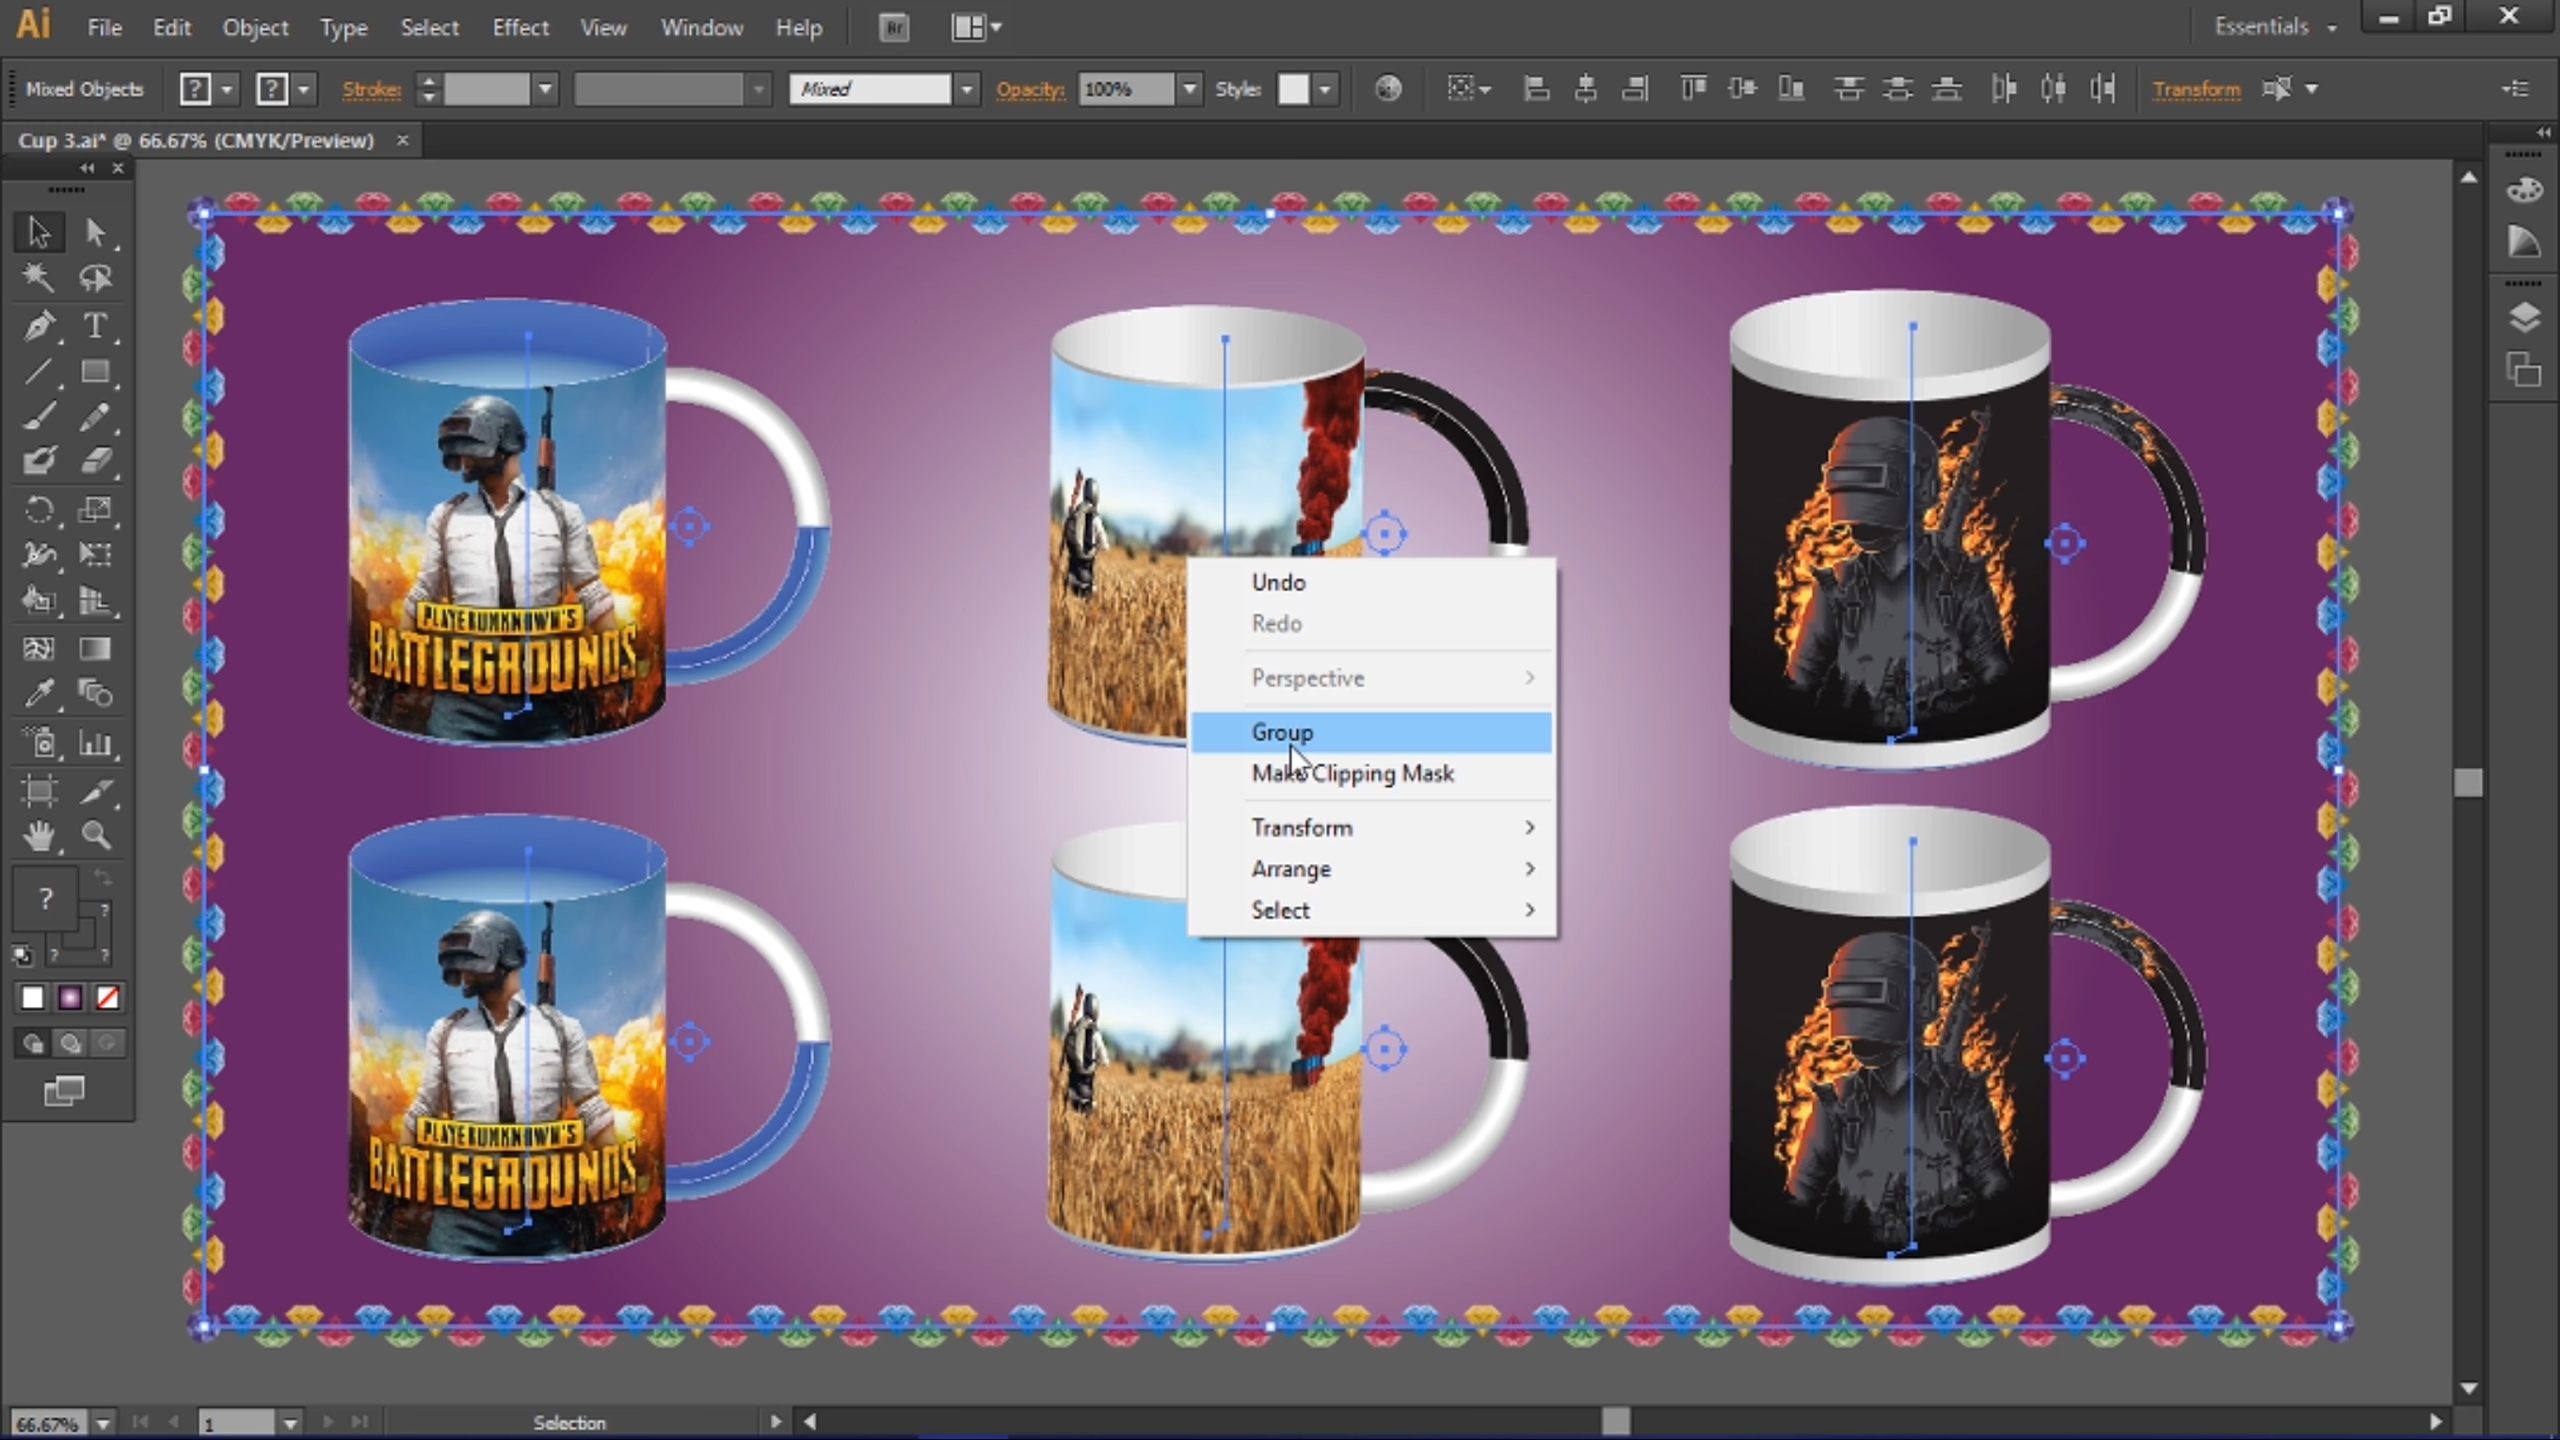 Ai File Edit Object Type Select Effect View Window Help Br Essentials
Mixed Objects ? ? Stroke: Mixed Opacity: 100% Style: Transform
Cup 3.ai* @ 66.67% (CMYK/Preview) ×
T
PLAYERUNKNOWN'S
BATTLEGROUNDS
Undo
Redo
Perspective
Group
Make Clipping Mask
Transform
Arrange
Select
?
?
? ?
PLAYERUNKNOWN'S
BATTLEGROUNDS
66.67% 1 Selection